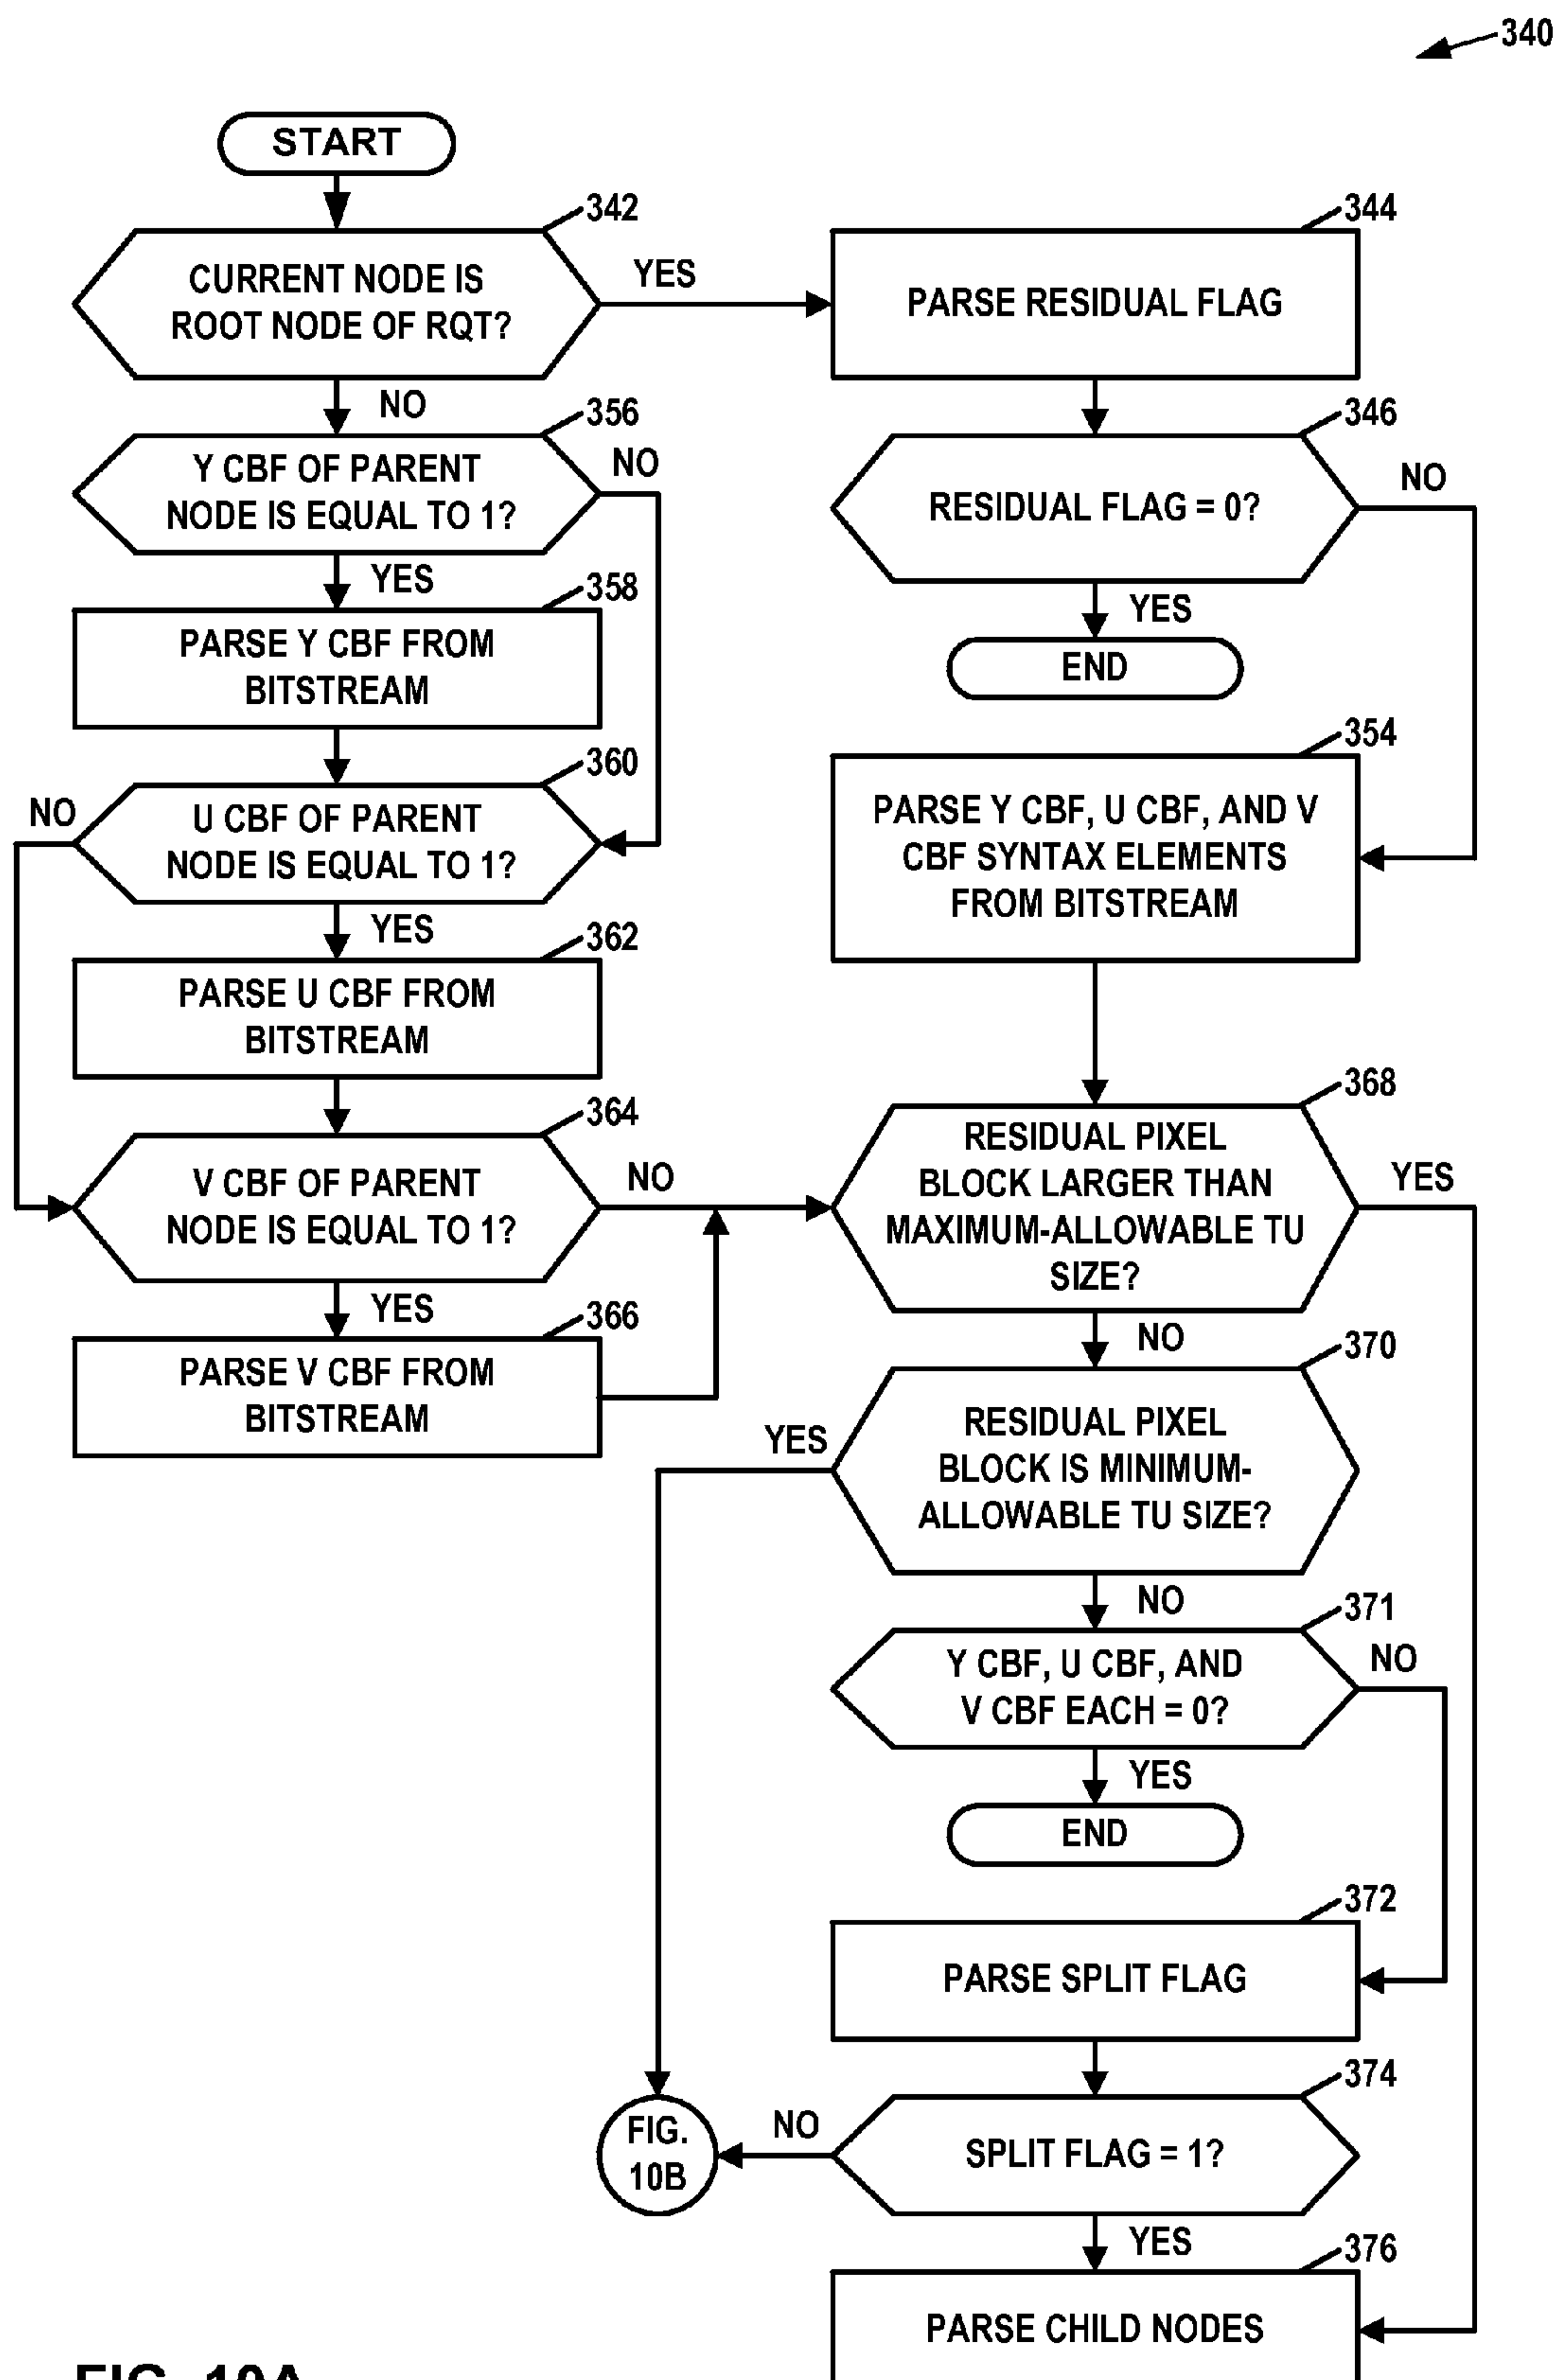 340
START
342
CURRENT NODE IS
ROOT NODE OF RQT?
YES
NO
344
PARSE RESIDUAL FLAG
356
Y CBF OF PARENT
NODE IS EQUAL TO 1?
NO
YES
346
RESIDUAL FLAG = 0?
NO
YES
END
358
PARSE Y CBF FROM
BITSTREAM
360
NO
U CBF OF PARENT
NODE IS EQUAL TO 1?
YES
354
PARSE Y CBF, U CBF, AND V
CBF SYNTAX ELEMENTS
FROM BITSTREAM
362
PARSE U CBF FROM
BITSTREAM
364
V CBF OF PARENT
NODE IS EQUAL TO 1?
NO
YES
366
PARSE V CBF FROM
BITSTREAM
368
RESIDUAL PIXEL
BLOCK LARGER THAN
MAXIMUM-ALLOWABLE TU
SIZE?
YES
NO
370
RESIDUAL PIXEL
BLOCK IS MINIMUM-
ALLOWABLE TU SIZE?
YES
NO
371
Y CBF, U CBF, AND
V CBF EACH = 0?
NO
YES
END
372
PARSE SPLIT FLAG
374
SPLIT FLAG = 1?
NO
FIG.
10B
YES
376
PARSE CHILD NODES
FIG. 10A